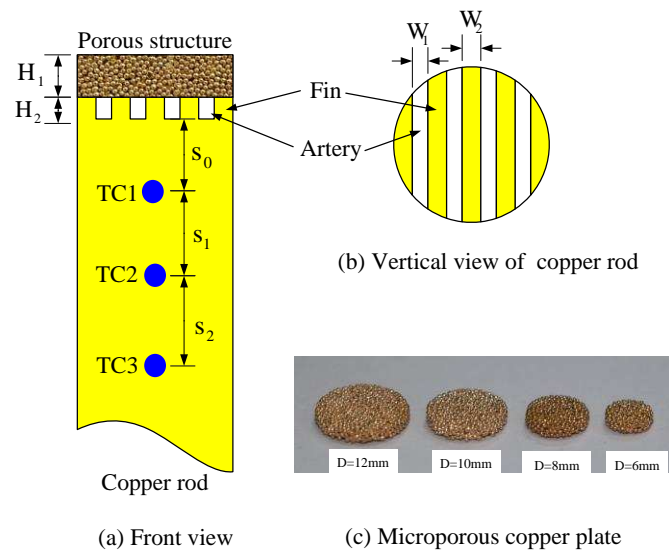 Porous structure
H1
H2
W1
W2
Fin
Artery
s0
TC1
s1
TC2
s2
TC3
Copper rod
(a) Front view
(b) Vertical view of copper rod
D=12mm
D=10mm
D=8mm
D=6mm
(c) Microporous copper plate